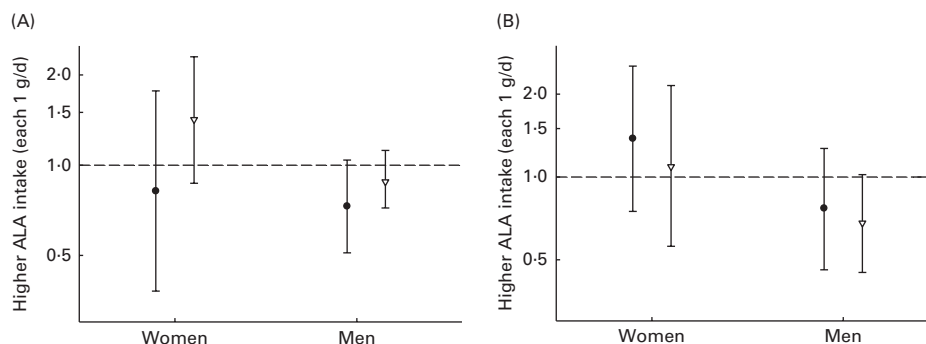 (A)
Higher ALA intake (each 1 g/d)
2·0
1·5
1·0
0·5
Women
Men
(B)
Higher ALA intake (each 1 g/d)
2·0
1·5
1·0
0·5
Women
Men